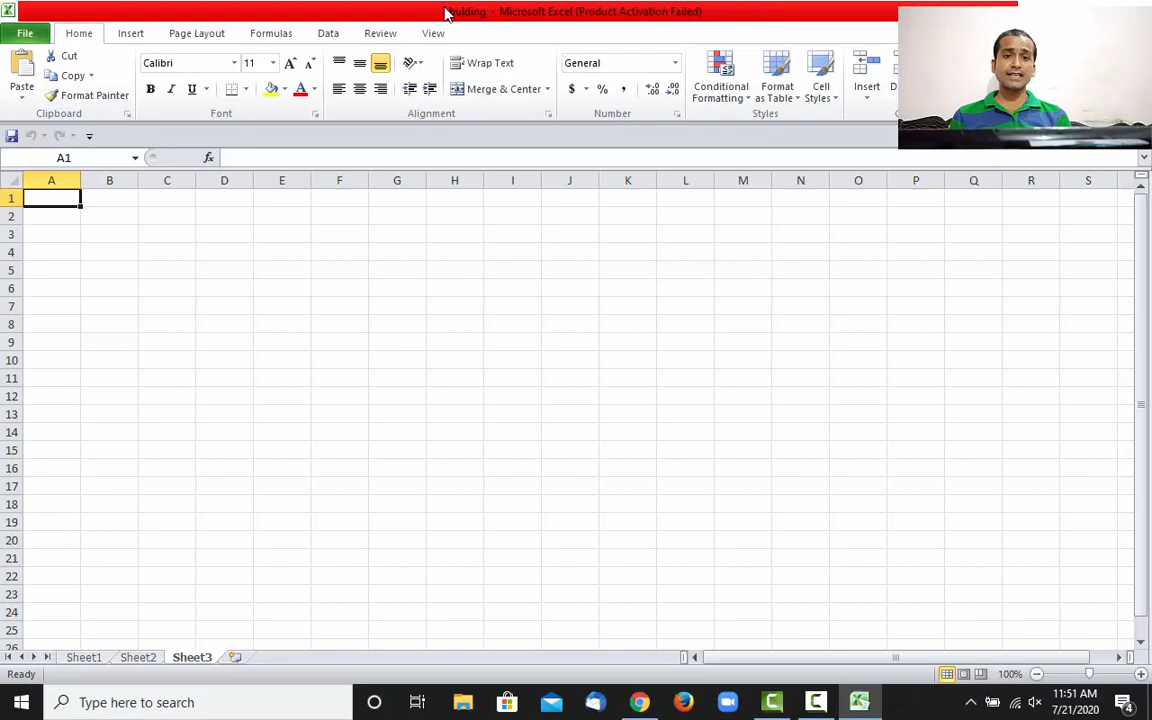 - Microsoft Excel (Product Activation Failed)
File Home Insert Page Layout Formulas Data Review View
Paste
Cut
Copy
Format Painter
Clipboard
Calibri 11
B I U
Font
Wrap Text
Merge & Center
Alignment
General
$ % ,
Number
Conditional Formatting
Format as Table
Cell Styles
Styles
Insert
A1
fx
A B C D E F G H I J K L M N O P Q R S
1
2
3
4
5
6
7
8
9
10
11
12
13
14
15
16
17
18
19
20
21
22
23
24
25
26
Sheet1 Sheet2 Sheet3
Ready
100%
Type here to search
11:51 AM
7/21/2020
4